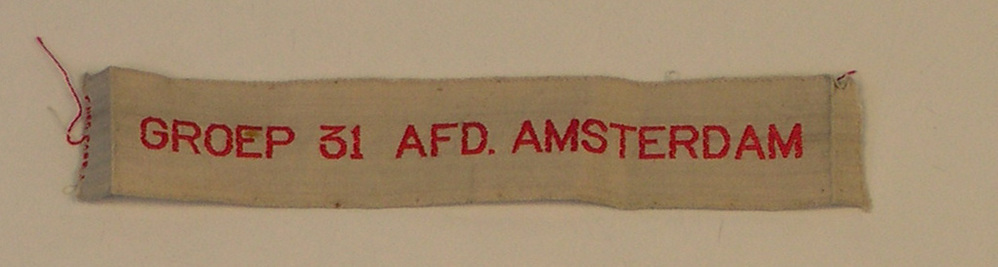 GROEP 31 AFD. AMSTERDAM